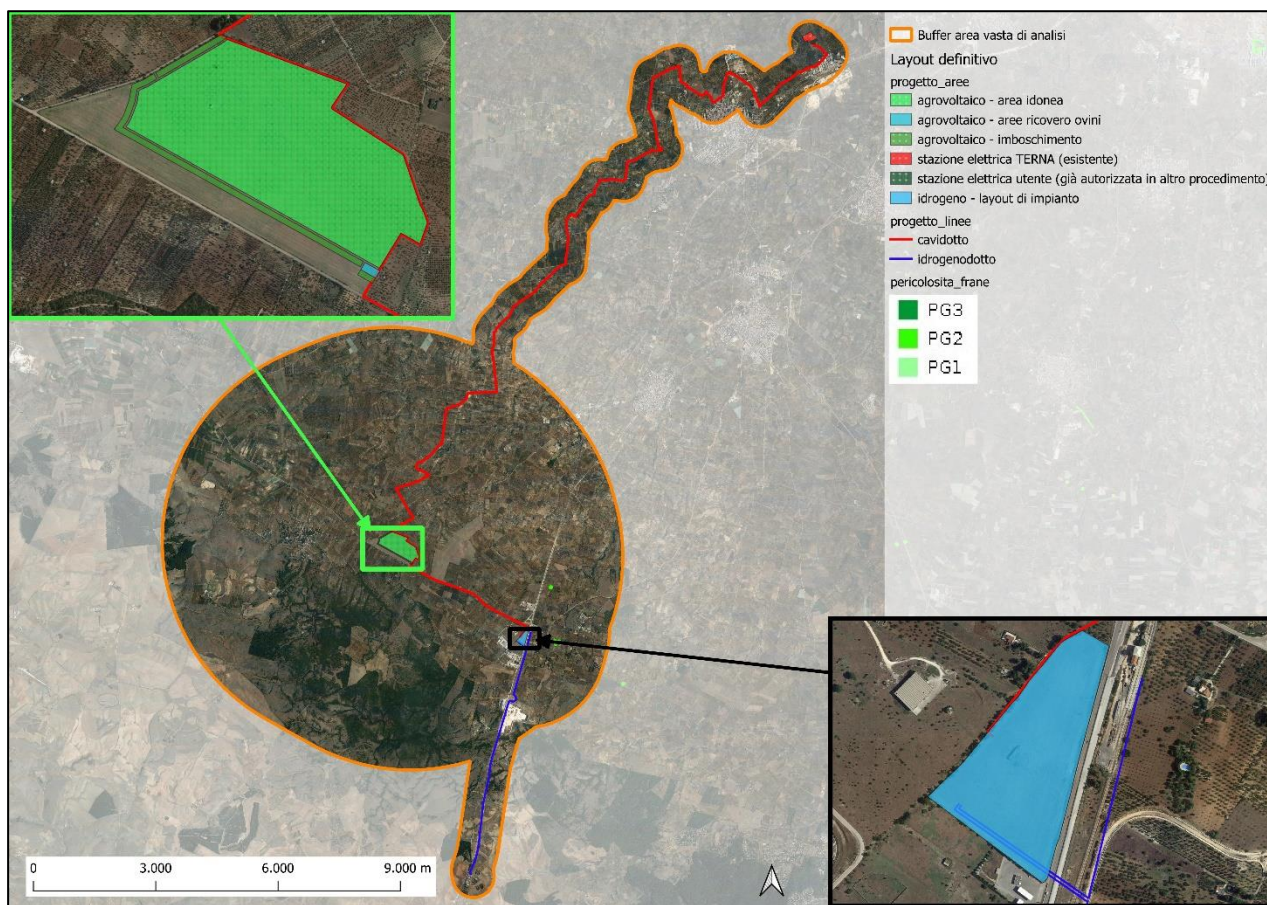 Buffer area vasta di analisi
Layout definitivo
progetto_aree
agrovoltaico - area idonea
agrovoltaico - aree ricovero ovini
agrovoltaico - imboschimento
stazione elettrica TERNA (esistente)
stazione elettrica utente (già autorizzata in altro procedimento)
idrogeno - layout di impianto
progetto_linee
cavidotto
idrogenodotto
pericolosita_frane
PG3
PG2
PG1
0 3.000 6.000 9.000 m